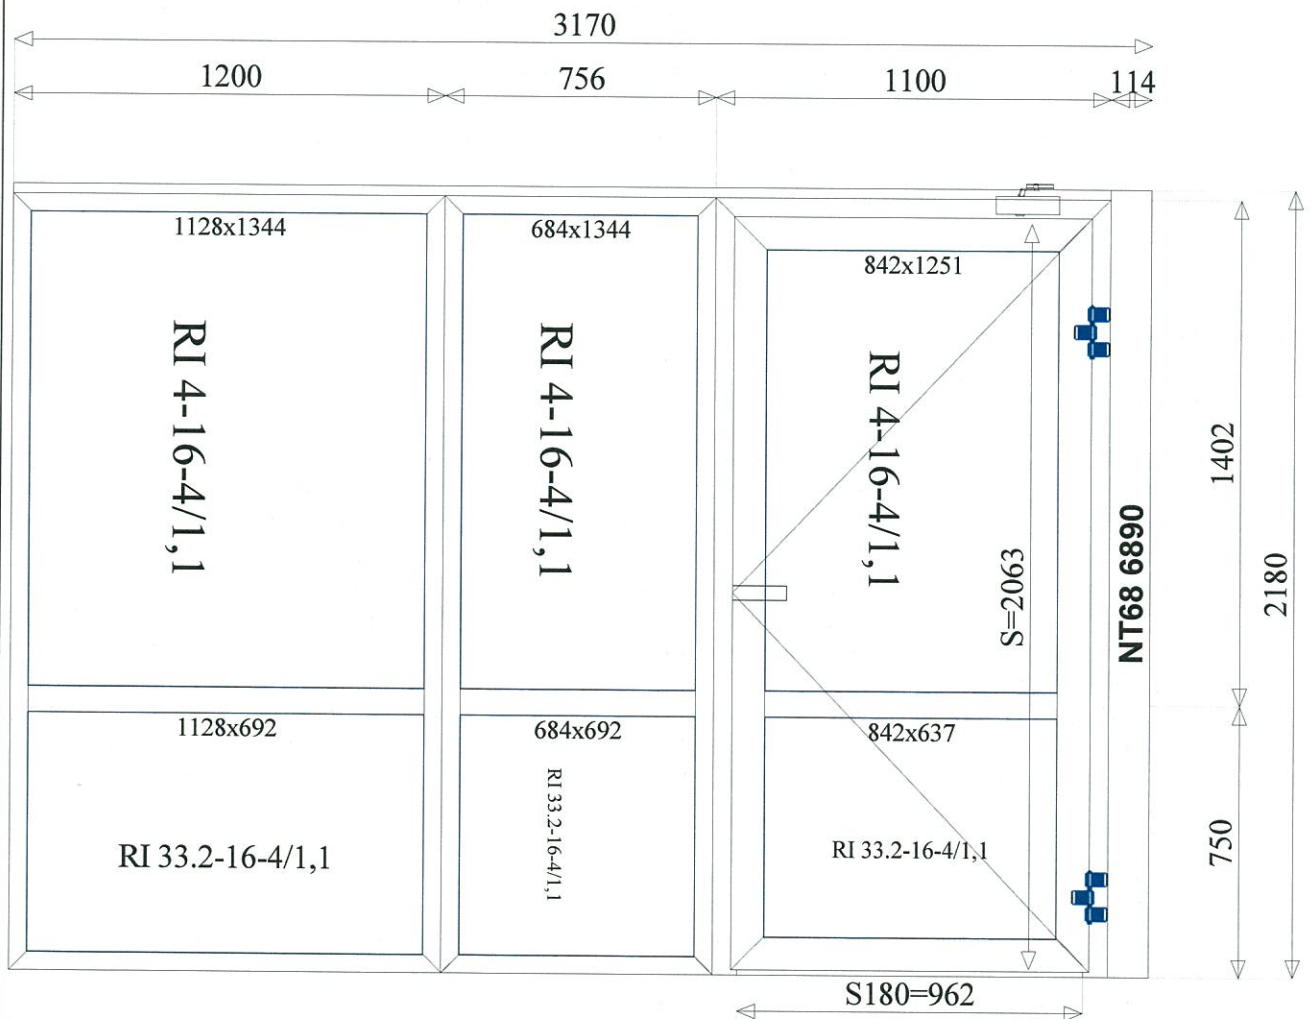 3170
1200
756
1100
114
1128x1344
684x1344
842x1251
RI 4-16-4/1,1
RI 4-16-4/1,1
RI 4-16-4/1,1
S=2063
NT68 6890
1402
2180
1128x692
684x692
842x637
RI 33.2-16-4/1,1
RI 33.2-16-4/1,1
RI 33.2-16-4/1,1
750
S180=962